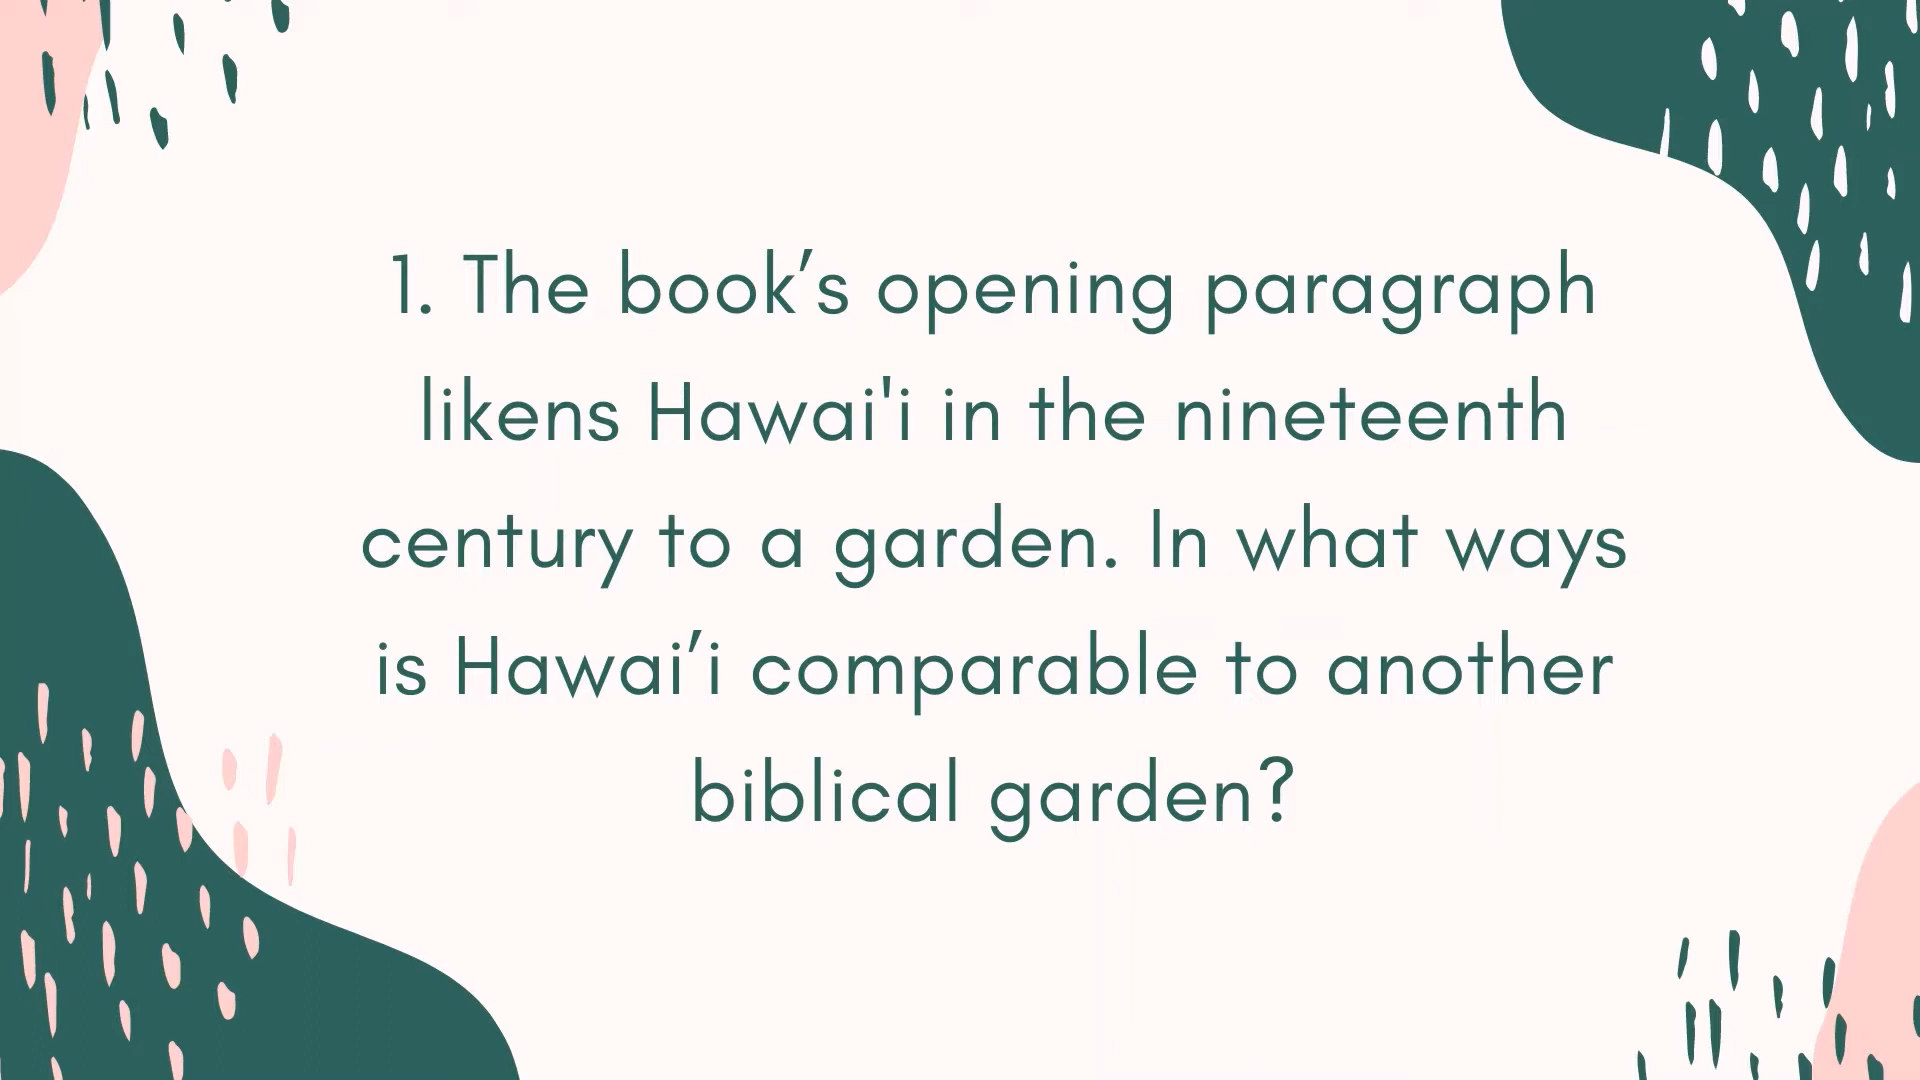 1. The book’s opening paragraph
likens Hawai'i in the nineteenth
century to a garden. In what ways
is Hawai’i comparable to another
biblical garden?